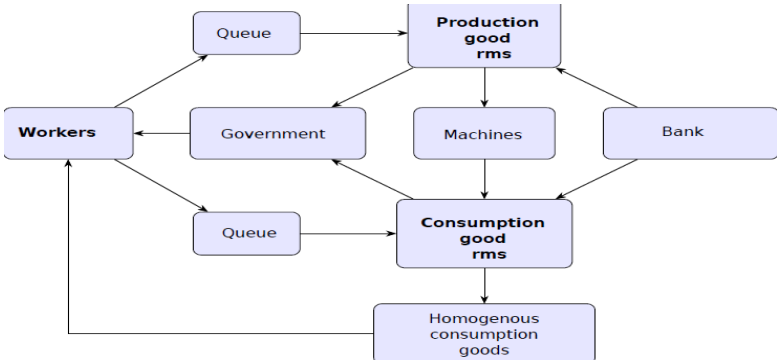 Queue
Production
good
rms
Workers
Government
Machines
Bank
Queue
Consumption
good
rms
Homogenous
consumption
goods